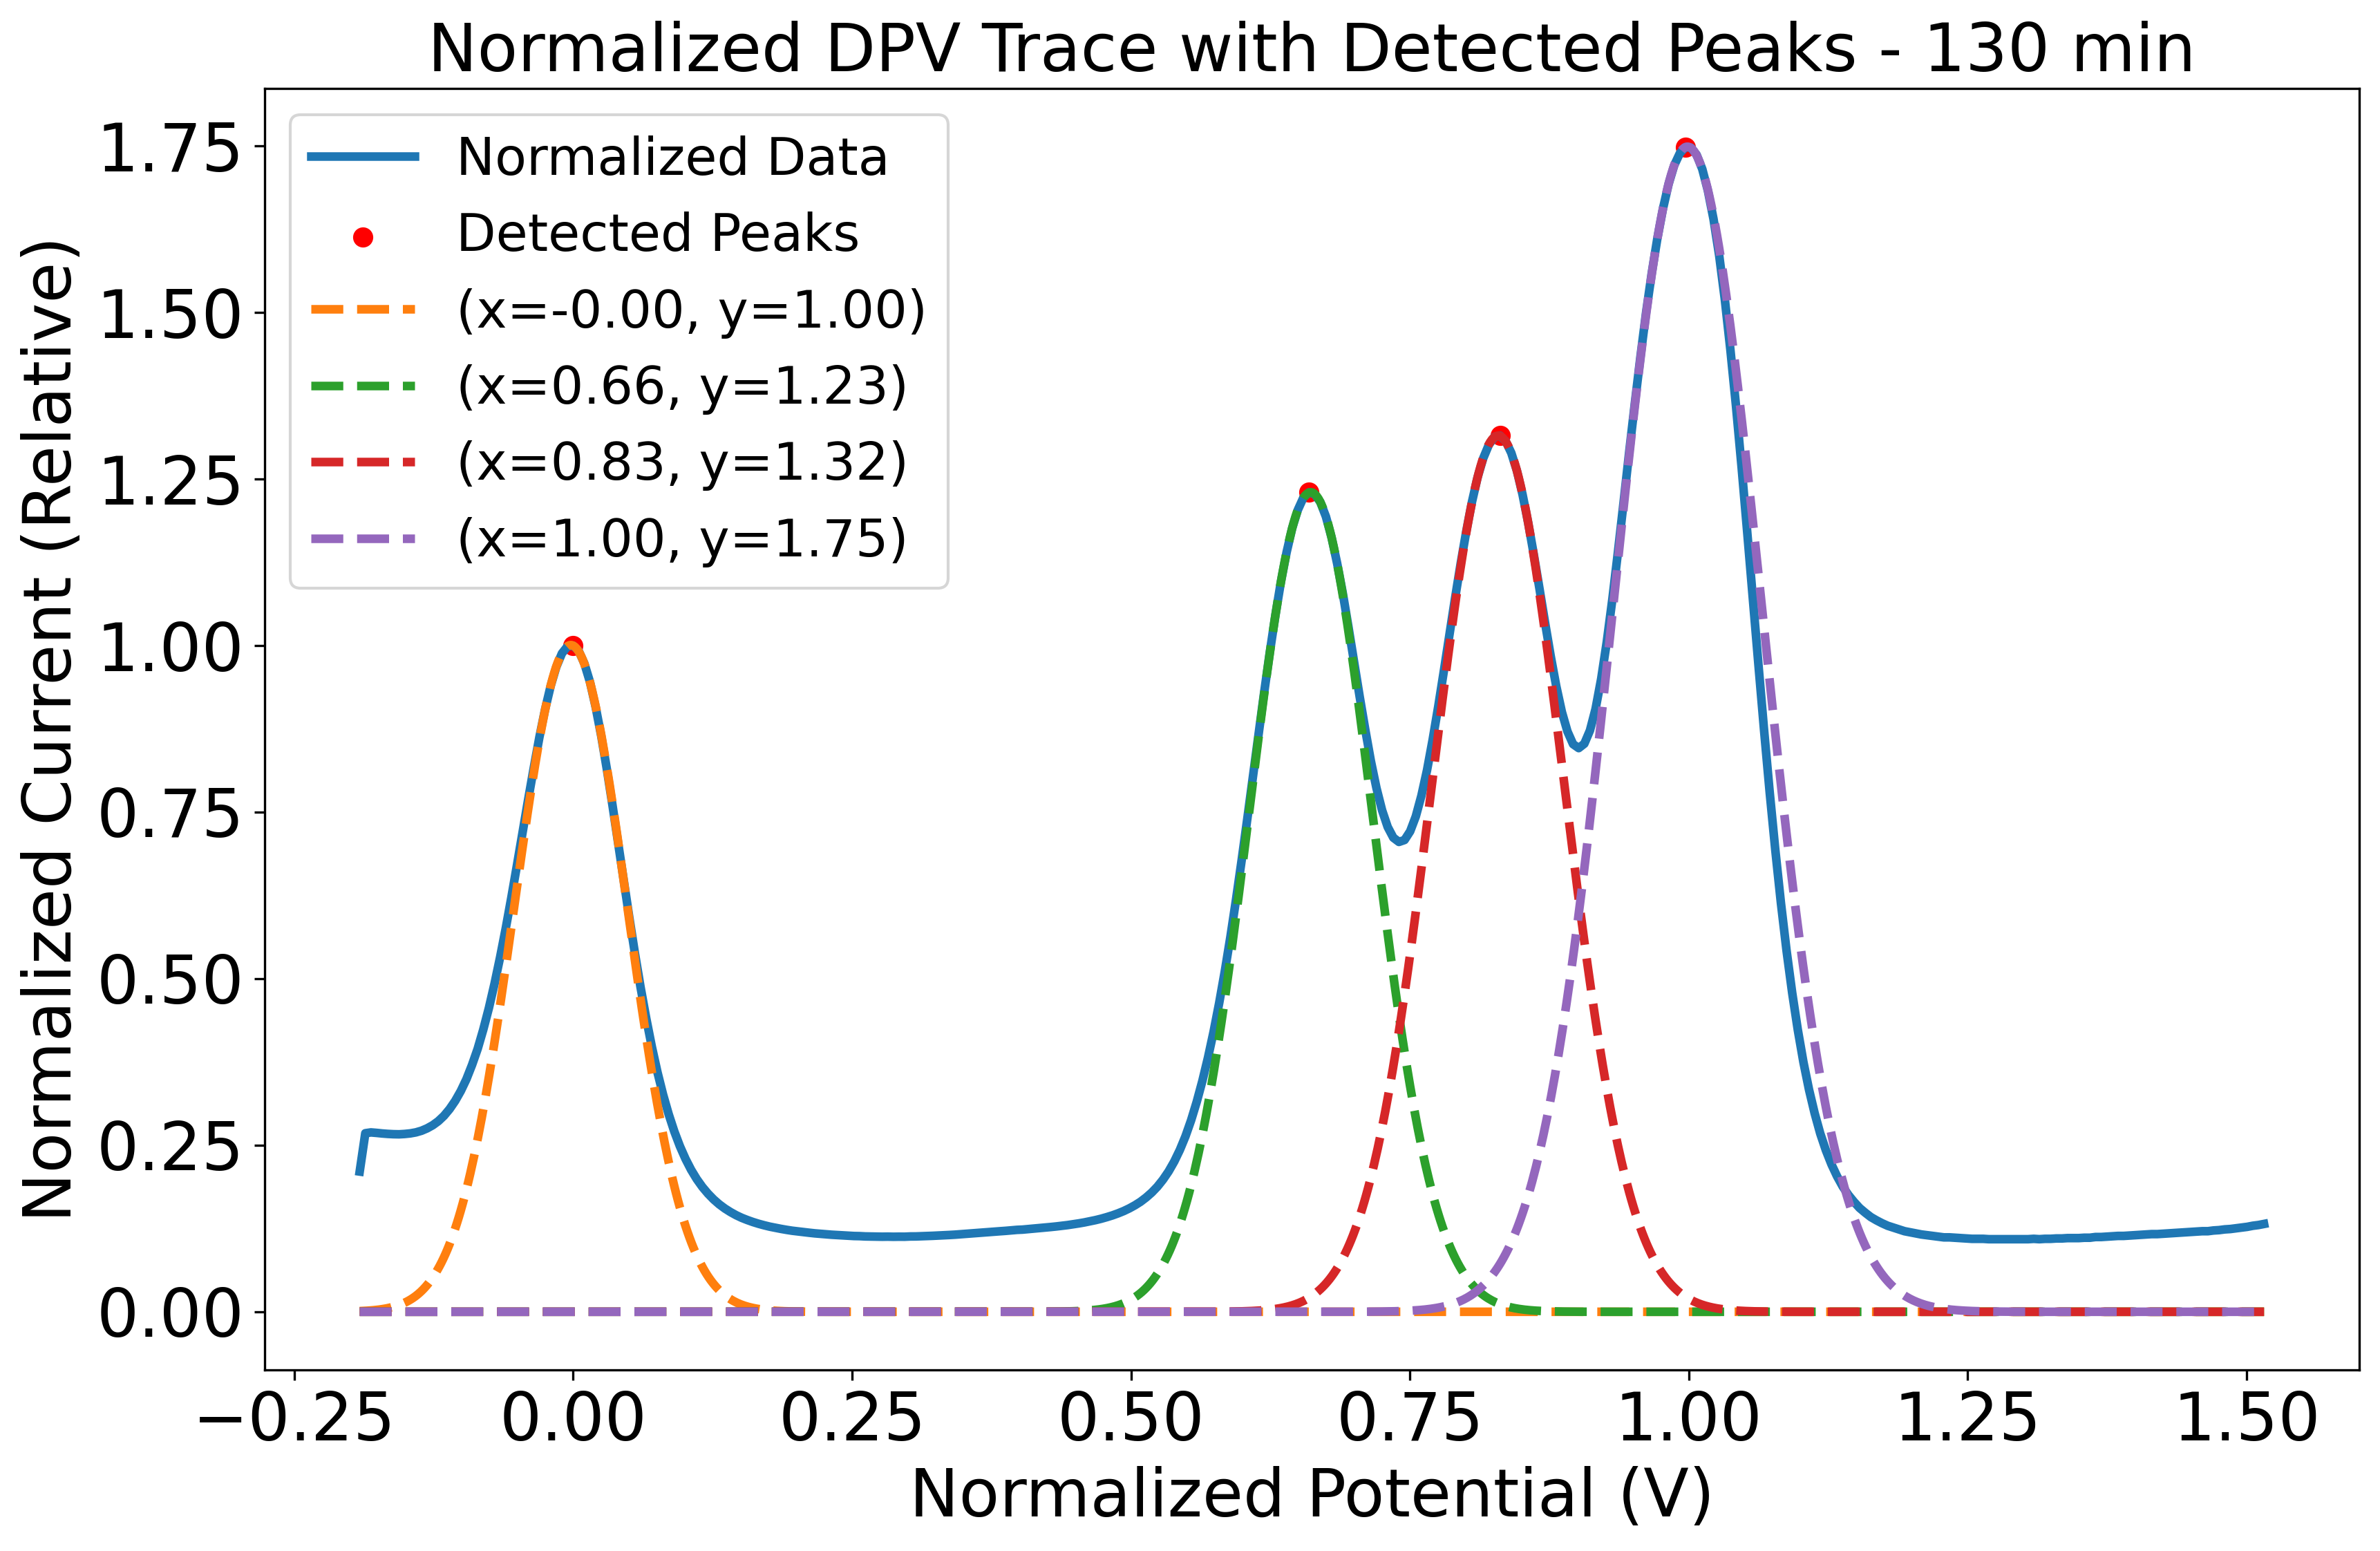 Normalized DPV Trace with Detected Peaks - 130 min
Normalized Current (Relative)
1.75
1.50
1.25
1.00
0.75
0.50
0.25
0.00
Normalized Data
Detected Peaks
(x=-0.00, y=1.00)
(x=0.66, y=1.23)
(x=0.83, y=1.32)
(x=1.00, y=1.75)
−0.25 0.00 0.25 0.50 0.75 1.00 1.25 1.50
Normalized Potential (V)